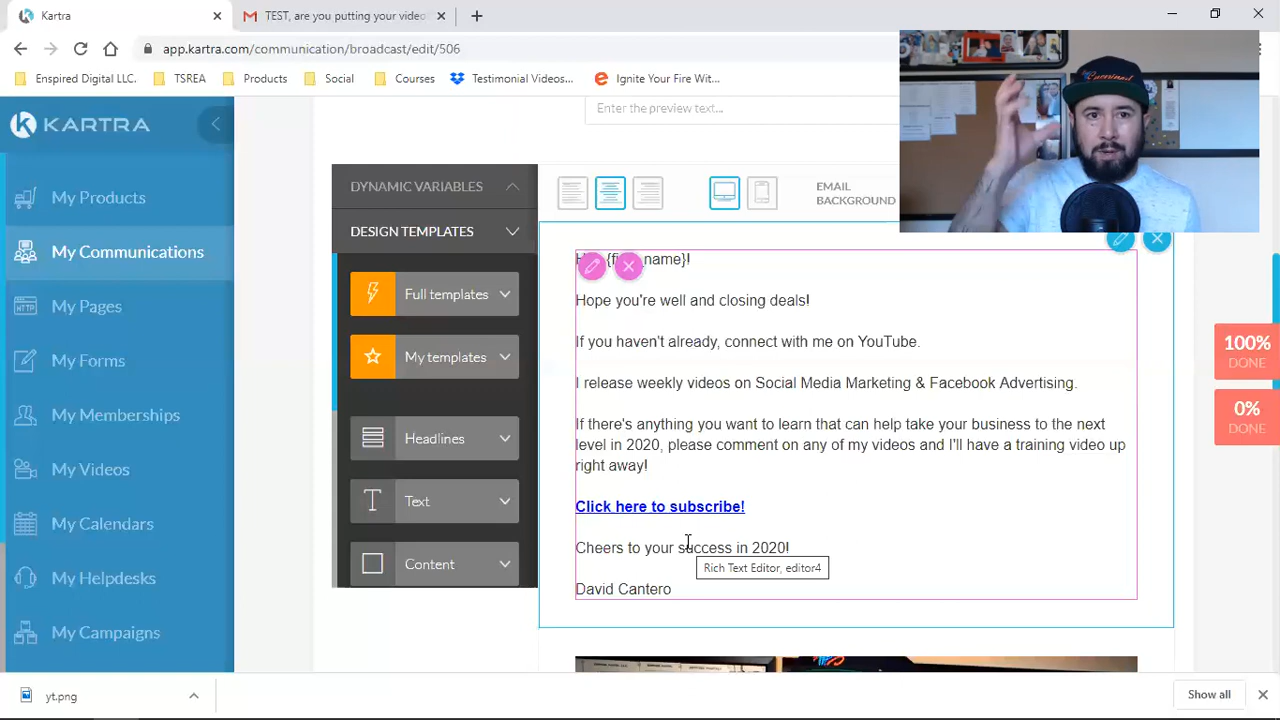 Kartra
TEST, are you putting your video
app.kartra.com/communication/broadcast/edit/506
Enspired Digital LLC.
TSREA
Products
Social
Courses
Testimonial Videos...
Ignite Your Fire Wit...
KARTRA
Enter the preview text...
My Products
My Communications
My Pages
My Forms
My Memberships
My Videos
My Calendars
My Helpdesks
My Campaigns
DYNAMIC VARIABLES
DESIGN TEMPLATES
Full templates
My templates
Headlines
Text
Content
EMAIL
BACKGROUND
name}!
Hope you're well and closing deals!
If you haven't already, connect with me on YouTube.
I release weekly videos on Social Media Marketing & Facebook Advertising.
If there's anything you want to learn that can help take your business to the next
level in 2020, please comment on any of my videos and I'll have a training video up
right away!
Click here to subscribe!
Cheers to your success in 2020!
Rich Text Editor, editor4
David Cantero
100%
DONE
0%
DONE
yt.png
Show all